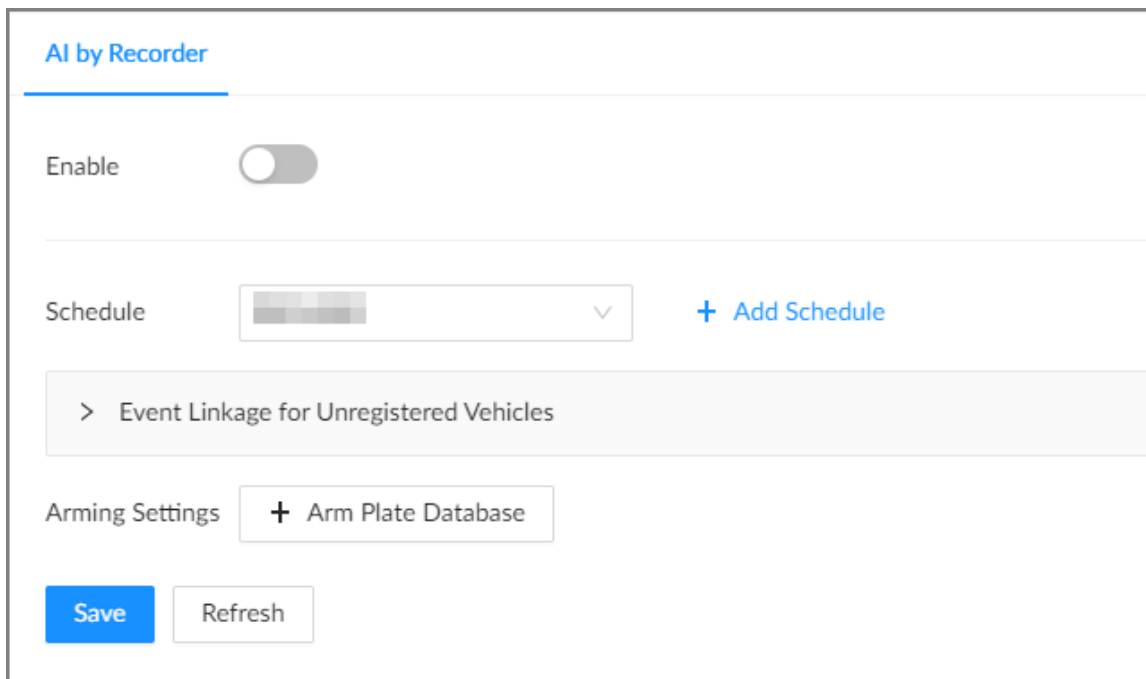 AI by Recorder
Enable
Schedule + Add Schedule
> Event Linkage for Unregistered Vehicles
Arming Settings + Arm Plate Database
Save Refresh